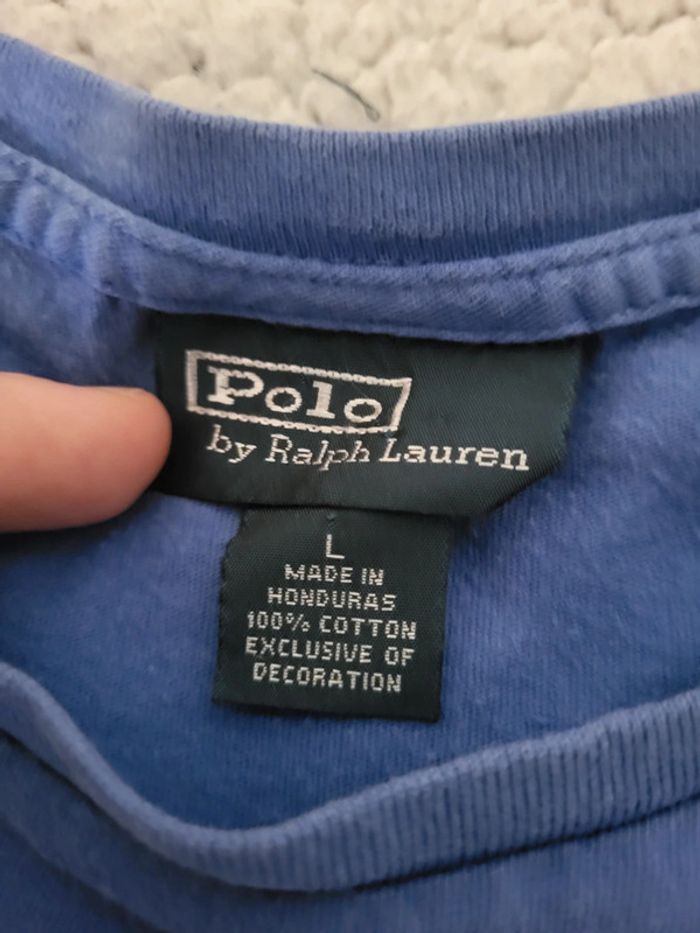 Polo
by Ralph Lauren
L
MADE IN
HONDURAS
100% COTTON
EXCLUSIVE OF
DECORATION